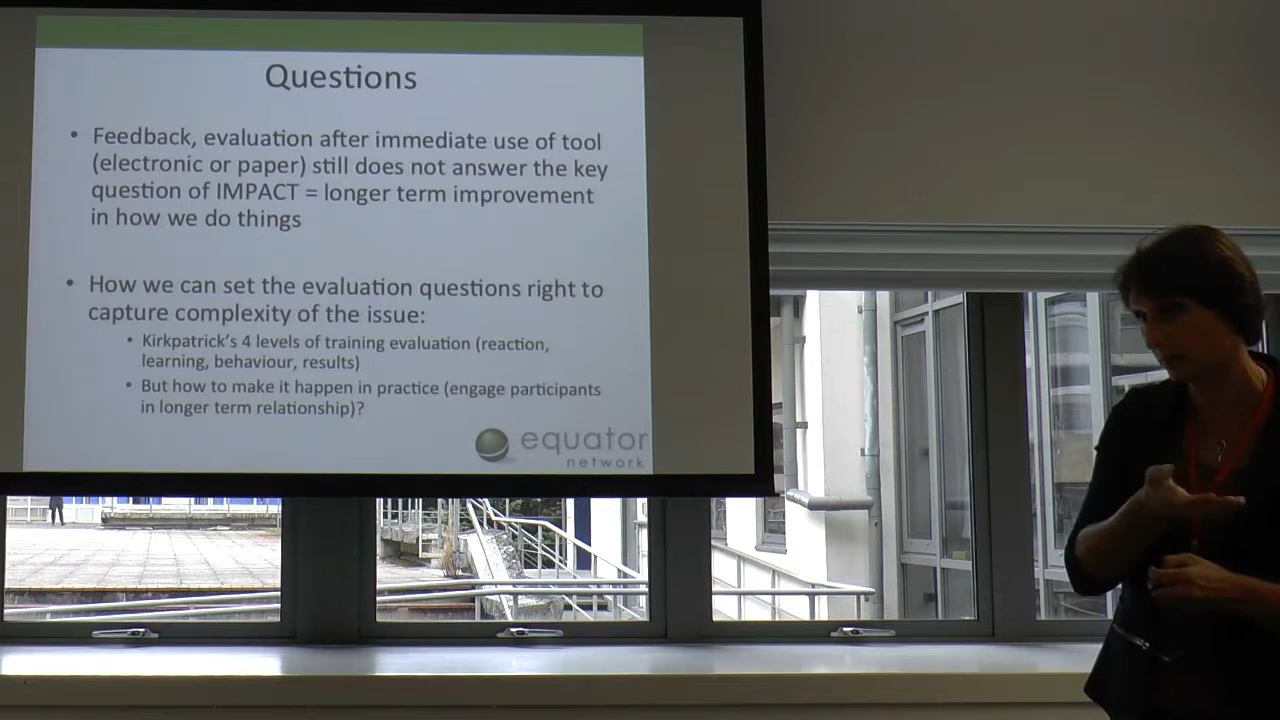 Questions
• Feedback, evaluation after immediate use of tool
(electronic or paper) still does not answer the key
question of IMPACT = longer term improvement
in how we do things
• How we can set the evaluation questions right to
capture complexity of the issue:
• Kirkpatrick's 4 levels of training evaluation (reaction,
learning, behaviour, results)
• But how to make it happen in practice (engage participants
in longer term relationship)?
equator
network